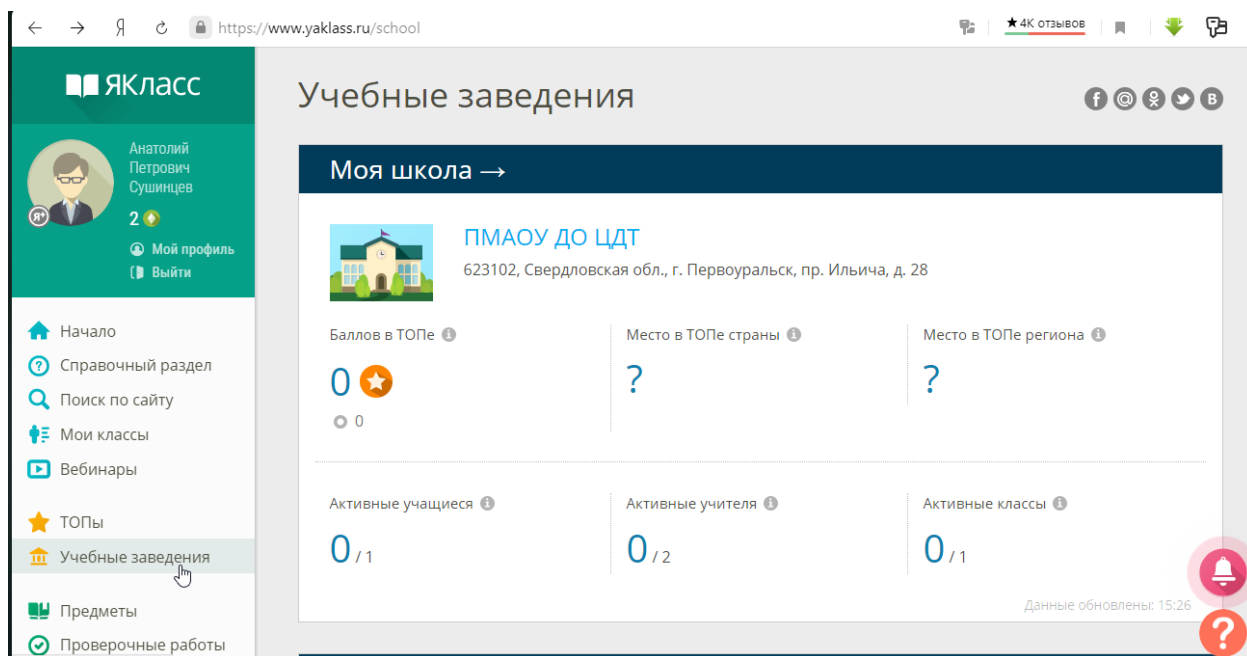 https://www.yaklass.ru/school
★4K отзывов
ЯКласс
Анатолий
Петрович
Сушинцев
2
Мой профиль
Выйти
Начало
Справочный раздел
Поиск по сайту
Мои классы
Вебинары
ТОПы
Учебные заведения
Предметы
Проверочные работы
Учебные заведения
Моя школа →
ПМАОУ ДО ЦДТ
623102, Свердловская обл., г. Первоуральск, пр. Ильича, д. 28
Баллов в ТОПе
Место в ТОПе страны
Место в ТОПе региона
0
?
?
0
Активные учащиеся
Активные учителя
Активные классы
0 / 1
0 / 2
0 / 1
Данные обновлены: 15:26